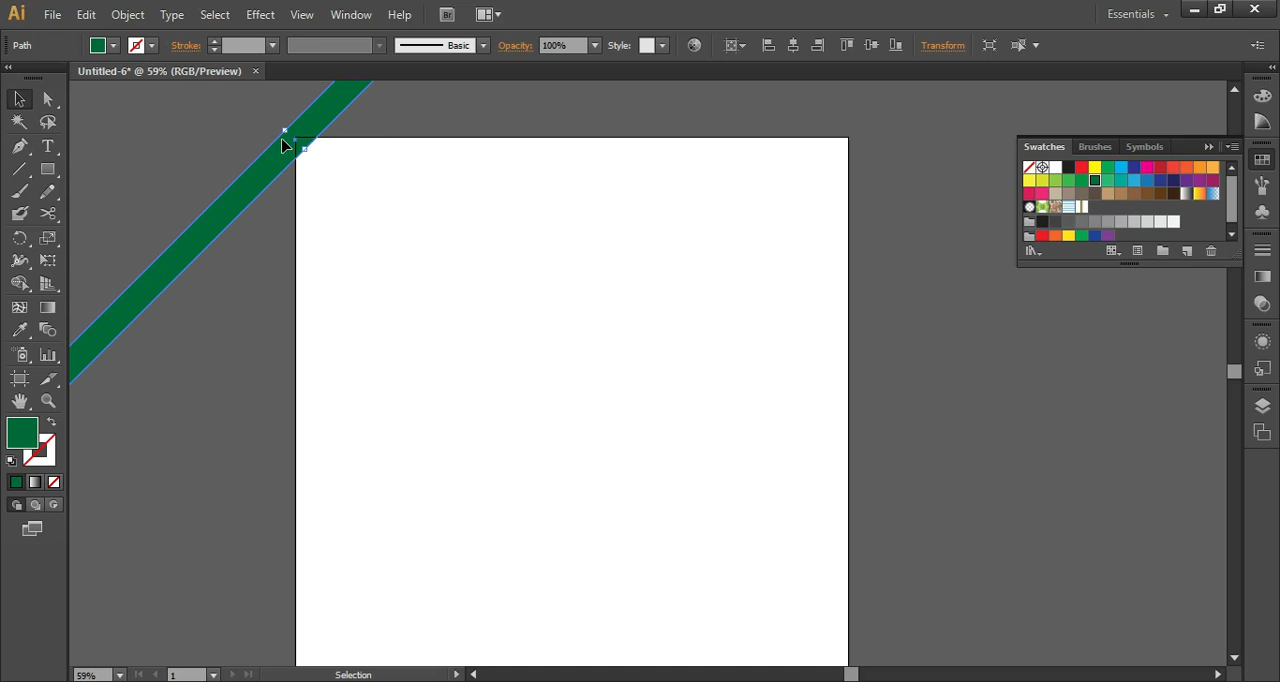 Ai File Edit Object Type Select Effect View Window Help Br Essentials
Path Stroke: Basic Opacity: 100% Style: Transform
Untitled-6* @ 59% (RGB/Preview)
Swatches Brushes Symbols
T
59% 1 Selection